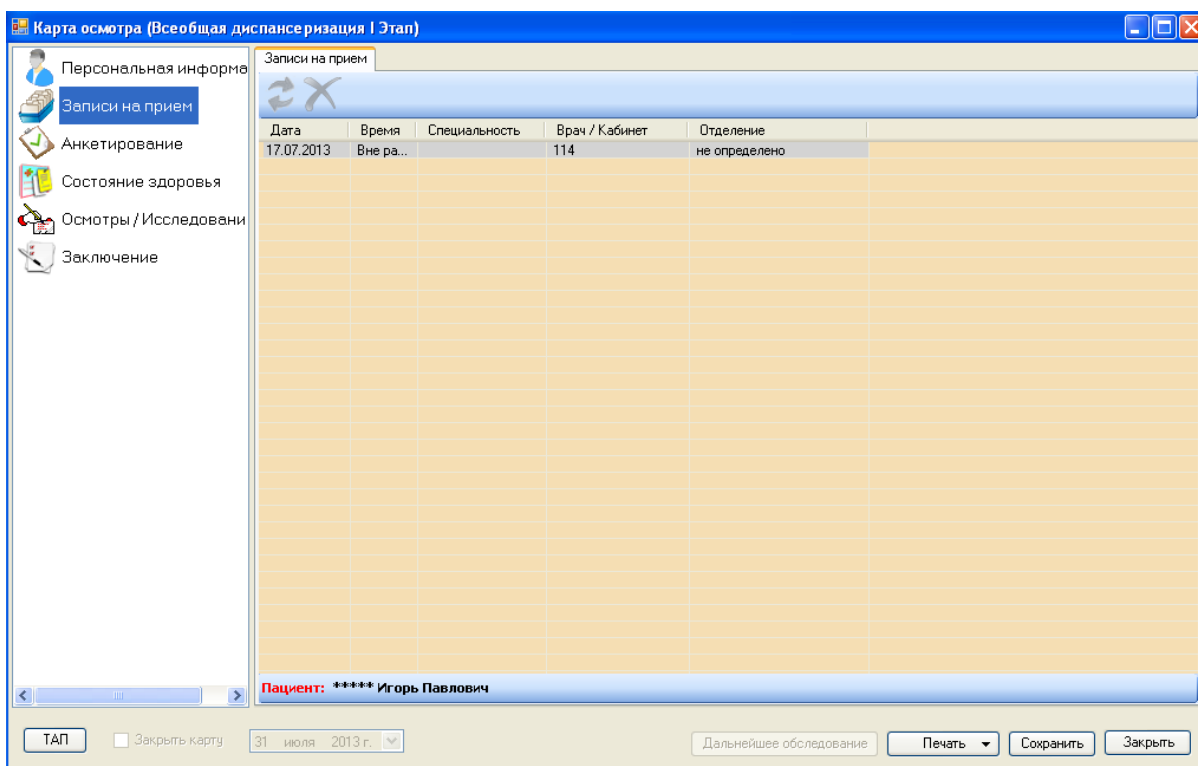 Карта осмотра (Всеобщая диспансеризация I Этап)
Персональная информа
Записи на прием
Анкетирование
Состояние здоровья
Осмотры / Исследовани
Заключение
Записи на прием
Дата Время Специальность Врач / Кабинет Отделение
17.07.2013 Вне ра... 114 не определено
Пациент: ***** Игорь Павлович
ТАП Закрыть карту 31 июля 2013 г. Дальнейшее обследование Печать Сохранить Закрыть